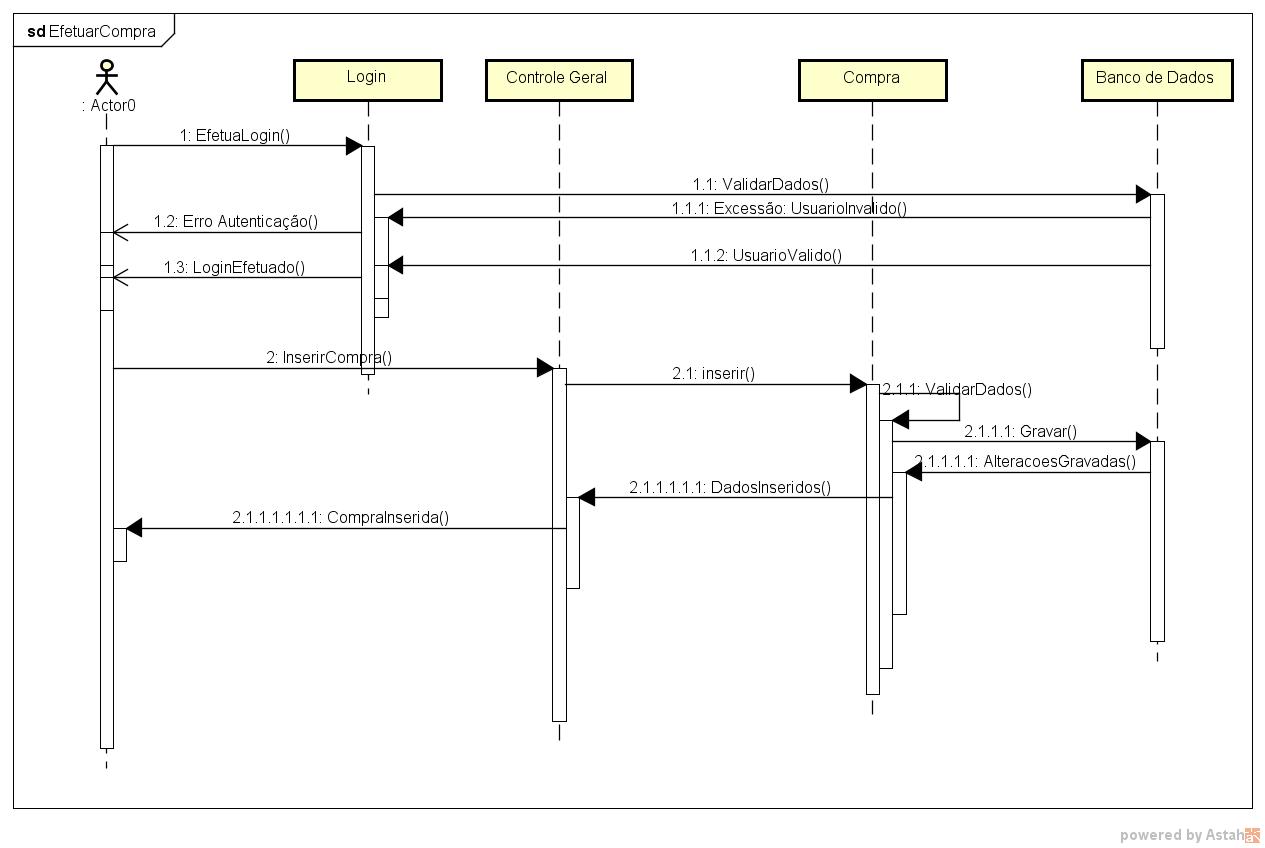 sd EfetuarCompra
: Actor0
Login
Controle Geral
Compra
Banco de Dados
1: EfetuaLogin()
1.1: ValidarDados()
1.1.1: Excessão: UsuarioInvalido()
1.2: Erro Autenticação()
1.1.2: UsuarioValido()
1.3: LoginEfetuado()
2: InserirCompra()
2.1: inserir()
2.1.1: ValidarDados()
2.1.1.1: Gravar()
2.1.1.1.1: AlteracoesGravadas()
2.1.1.1.1.1: DadosInseridos()
2.1.1.1.1.1.1: CompraInserida()
powered by Astah